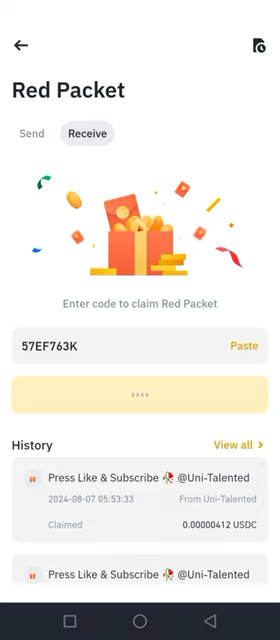 Red Packet
Send Receive
Enter code to claim Red Packet
57EF763K Paste
History View all
Press Like & Subscribe 🥀 @Uni-Talented
2024-08-07 05:53:33 From Uni-Talented
Claimed 0.00000412 USDC
Press Like & Subscribe 🥀 @Uni-Talented